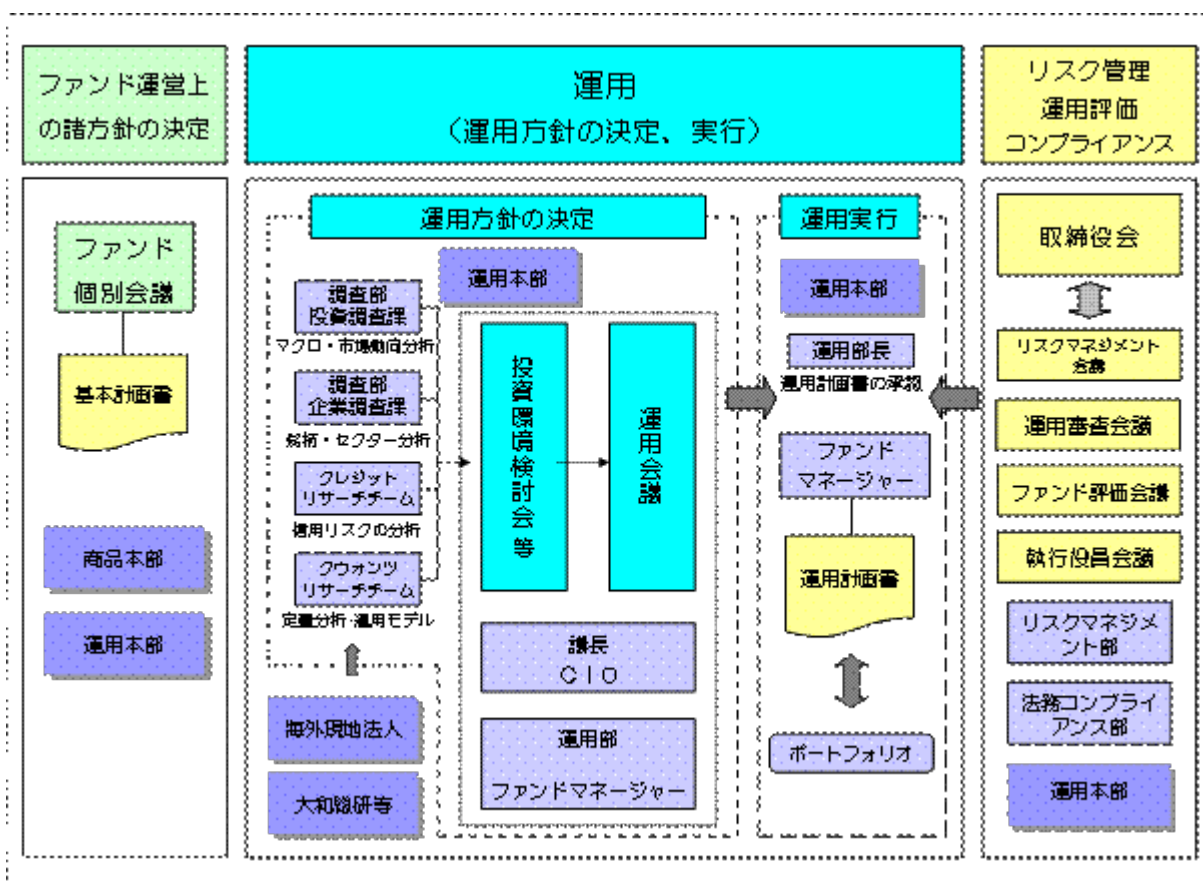 ファンド運営上
の諸方針の決定
運用
(運用方針の決定、実行)
リスク管理
運用評価
コンプライアンス
ファンド
個別会議
基本計画書
商品本部
運用本部
運用方針の決定
運用本部
調査部
投資調査課
マクロ・市場動向分析
調査部
企業調査課
銘柄・セクター分析
クレジット
リサーチチーム
信用リスクの分析
クウォンツ
リサーチチーム
定量分析・運用モデル
海外現地法人
大和総研等
投資環境検討会等
運用会議
議長
CIO
運用部
ファンドマネージャー
運用実行
運用本部
運用部長
運用計画書の承認
ファンド
マネージャー
運用計画書
ポートフォリオ
取締役会
リスクマネジメント
会議
運用審査会議
ファンド評価会議
執行役員会議
リスクマネジメ
ント部
法務コンプライ
アンス部
運用本部